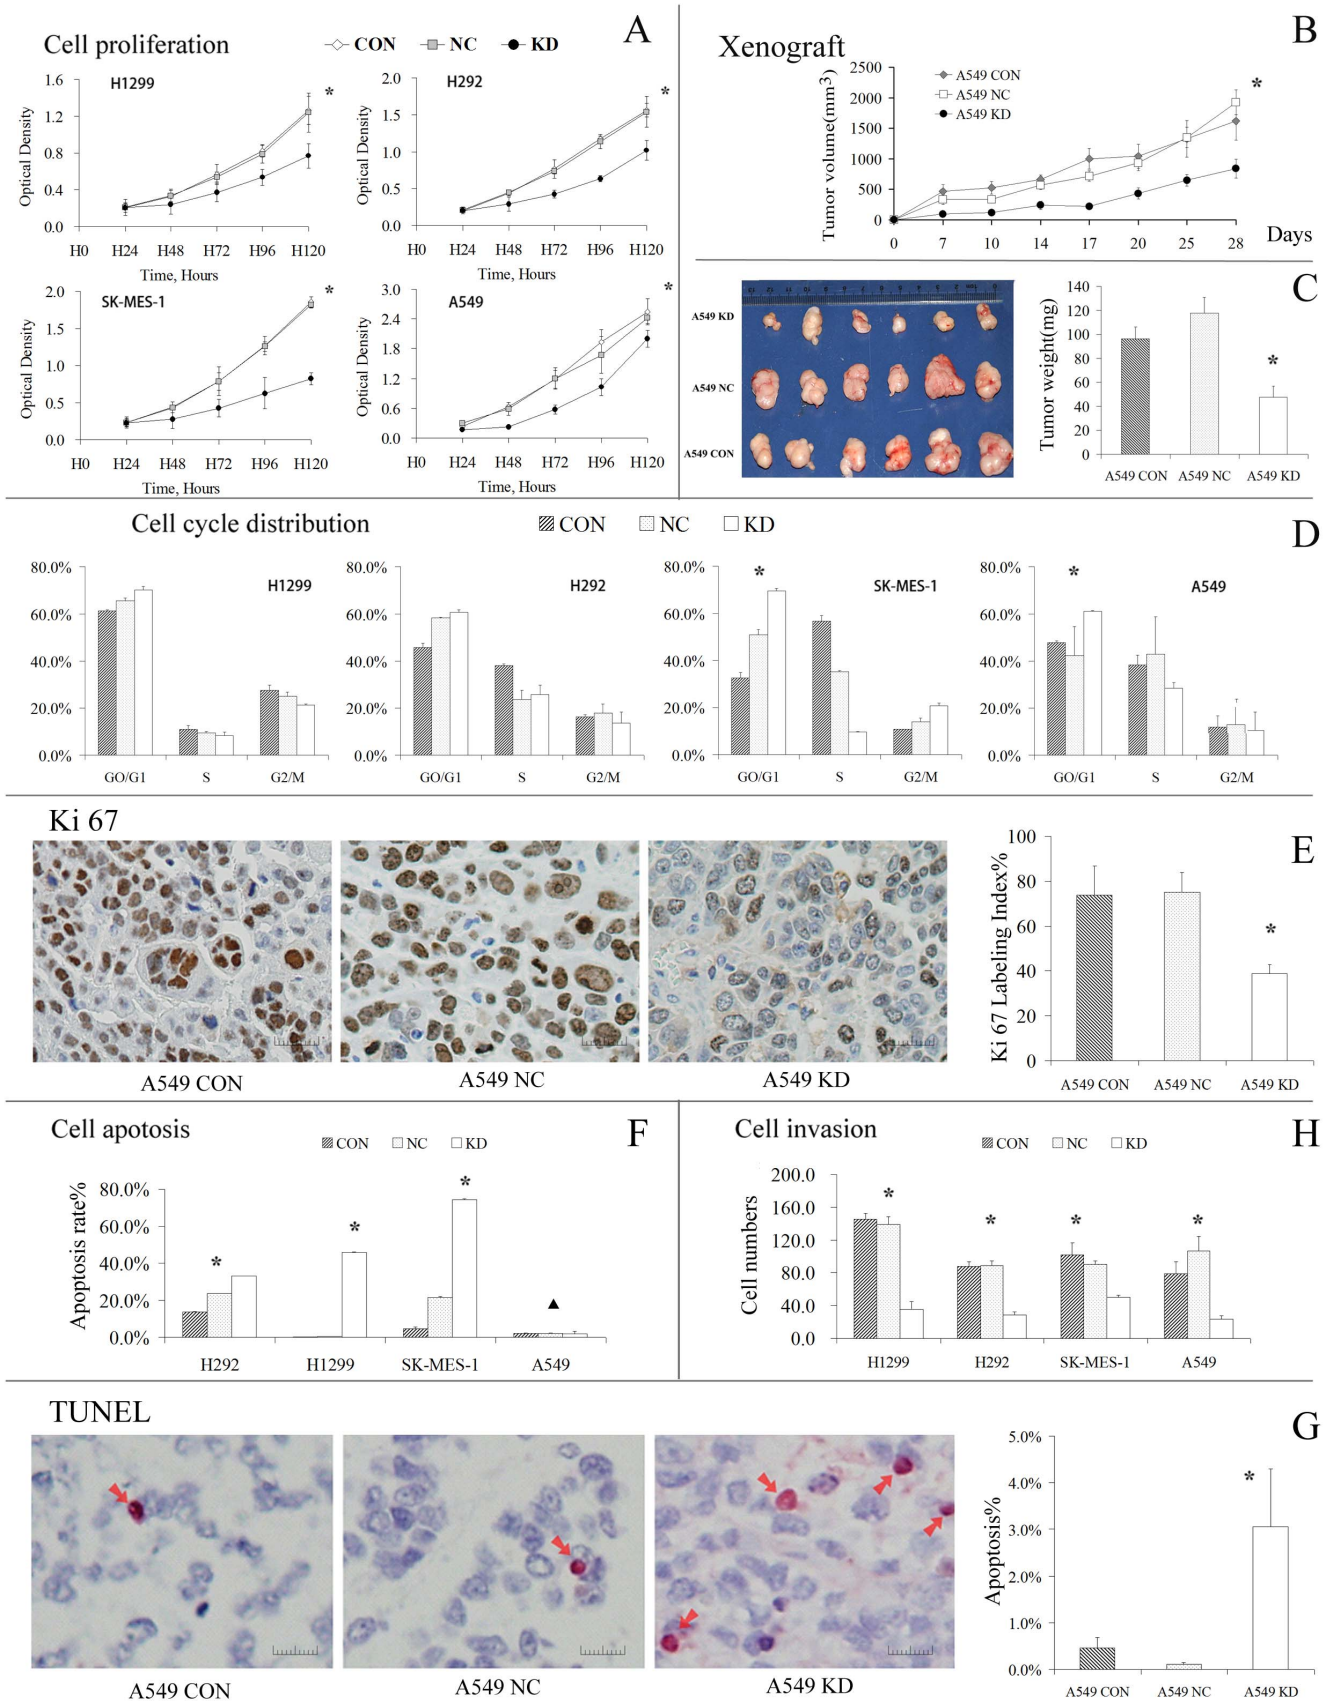 Cell proliferation
CON NC KD
A
H1299
1.6
1.2
0.8
0.4
0.0
Optical Density
H0 H24 H48 H72 H96 H120
Time, Hours
*
H292
2.0
1.5
1.0
0.5
0.0
Optical Density
H0 H24 H48 H72 H96 H120
Time, Hours
*
SK-MES-1
2.0
1.5
1.0
0.5
0.0
Optical Density
H0 H24 H48 H72 H96 H120
Time, Hours
*
A549
3.0
2.4
1.8
1.2
0.6
0.0
Optical Density
H0 H24 H48 H72 H96 H120
Time, Hours
*
Xenograft
B
A549 CON
A549 NC
A549 KD
2500
2000
1500
1000
500
0
Tumor volume(mm3)
0 7 10 14 17 20 25 28 Days
*
C
A549 KD
A549 NC
A549 CON
140
120
100
80
60
40
20
0
Tumor weight(mg)
*
A549 CON A549 NC A549 KD
Cell cycle distribution
CON NC KD
D
H1299
80.0%
60.0%
40.0%
20.0%
0.0%
GO/G1 S G2/M
H292
80.0%
60.0%
40.0%
20.0%
0.0%
GO/G1 S G2/M
SK-MES-1
*
80.0%
60.0%
40.0%
20.0%
0.0%
GO/G1 S G2/M
A549
*
80.0%
60.0%
40.0%
20.0%
0.0%
GO/G1 S G2/M
Ki 67
A549 CON
A549 NC
A549 KD
E
100
80
60
40
20
0
Ki 67 Labeling Index%
*
A549 CON A549 NC A549 KD
Cell apotosis
F
CON NC KD
80.0%
60.0%
40.0%
20.0%
0.0%
Apoptosis rate%
* * *
H292 H1299 SK-MES-1 A549
Cell invasion
H
CON NC KD
200.0
160.0
120.0
80.0
40.0
0.0
Cell numbers
* * * *
H1299 H292 SK-MES-1 A549
TUNEL
A549 CON
A549 NC
A549 KD
G
5.0%
4.0%
3.0%
2.0%
1.0%
0.0%
Apoptosis%
*
A549 CON A549 NC A549 KD